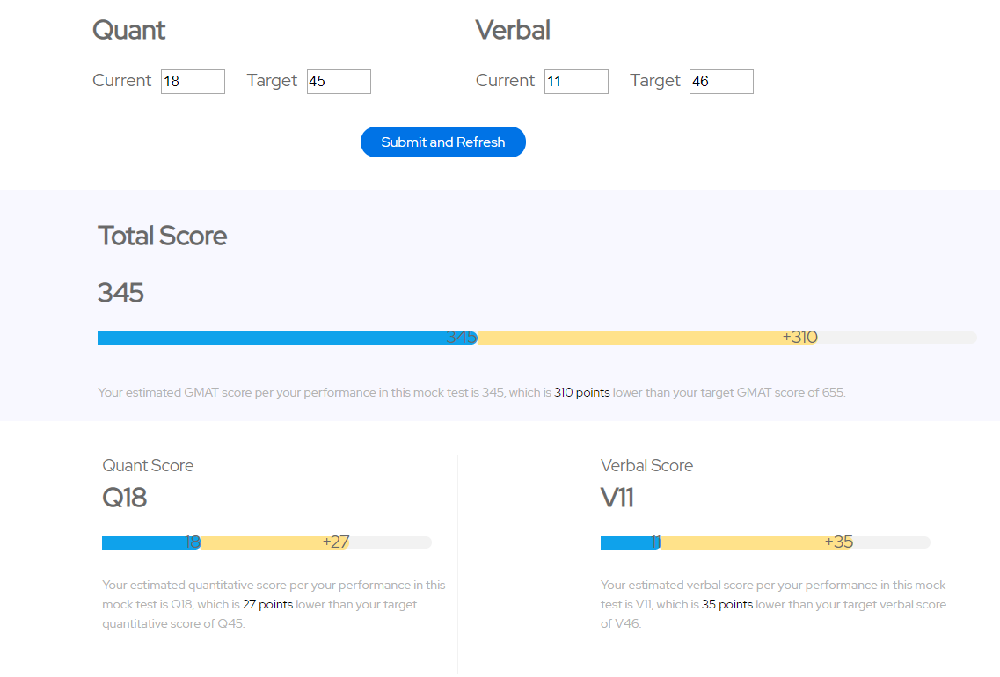 Quant Verbal
Current 18 Target 45 Current 11 Target 46
Submit and Refresh
Total Score
345
345 +310
Your estimated GMAT score per your performance in this mock test is 345, which is 310 points lower than your target GMAT score of 655.
Quant Score
Q18
18 +27
Your estimated quantitative score per your performance in this
mock test is Q18, which is 27 points lower than your target
quantitative score of Q45.
Verbal Score
V11
11 +35
Your estimated verbal score per your performance in this mock
test is V11, which is 35 points lower than your target verbal score
of V46.